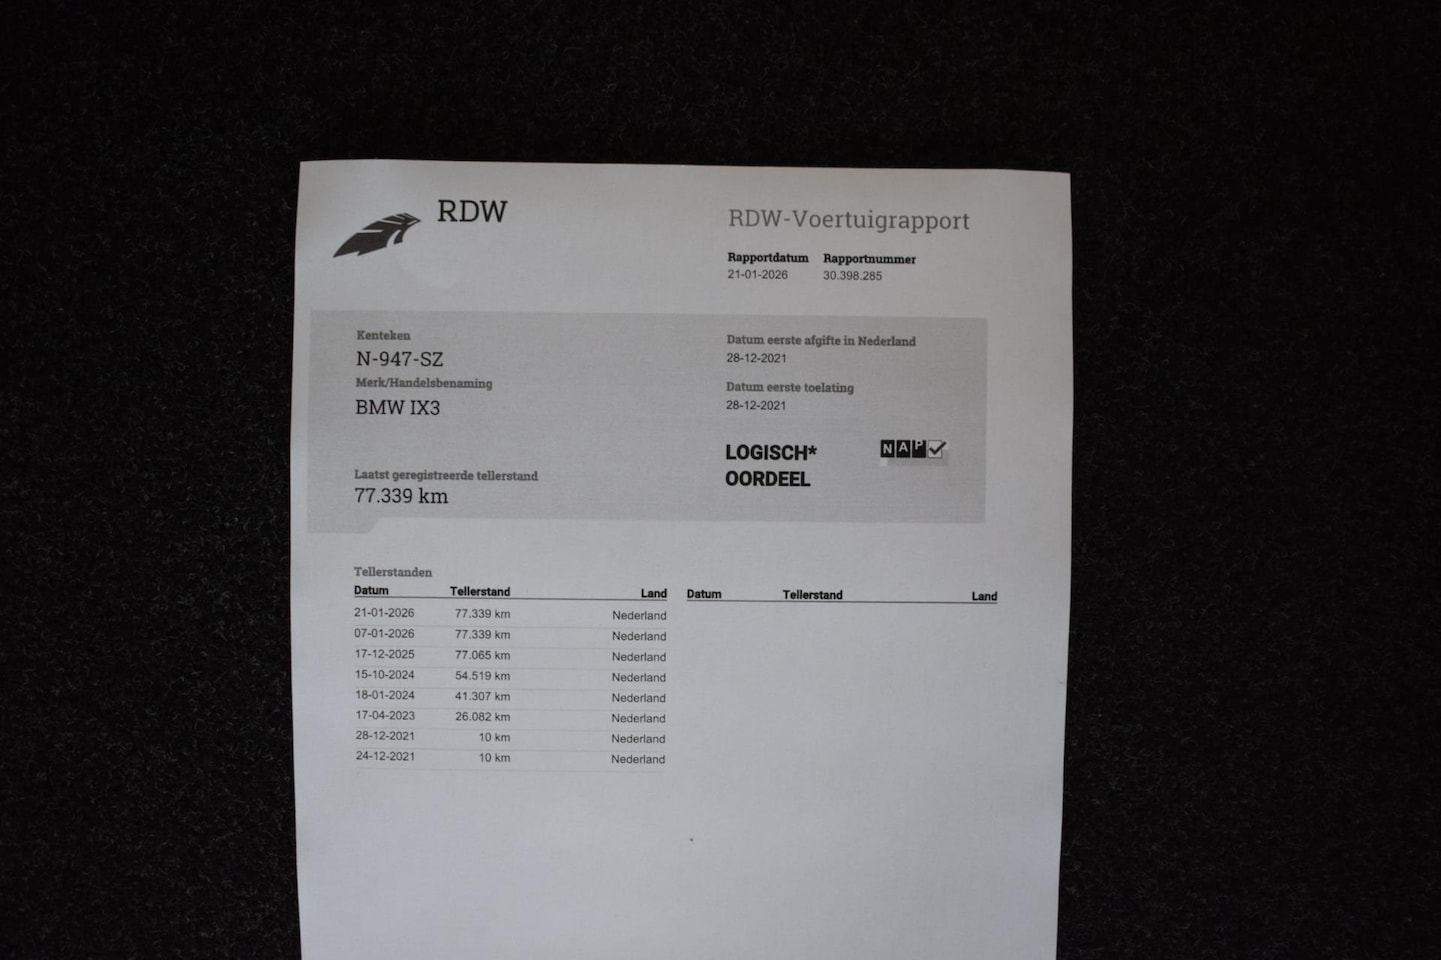 RDW
RDW-Voertuigrapport
Rapportdatum Rapportnummer
21-01-2026 30.398.285
Kenteken
N-947-SZ
Merk/Handelsbenaming
BMW IX3
Laatst geregistreerde tellerstand
77.339 km
Datum eerste afgifte in Nederland
28-12-2021
Datum eerste toelating
28-12-2021
LOGISCH*
OORDEEL
NAP
Tellerstanden
Datum Tellerstand Land Datum Tellerstand Land
21-01-2026 77.339 km Nederland
07-01-2026 77.339 km Nederland
17-12-2025 77.065 km Nederland
15-10-2024 54.519 km Nederland
18-01-2024 41.307 km Nederland
17-04-2023 26.082 km Nederland
28-12-2021 10 km Nederland
24-12-2021 10 km Nederland